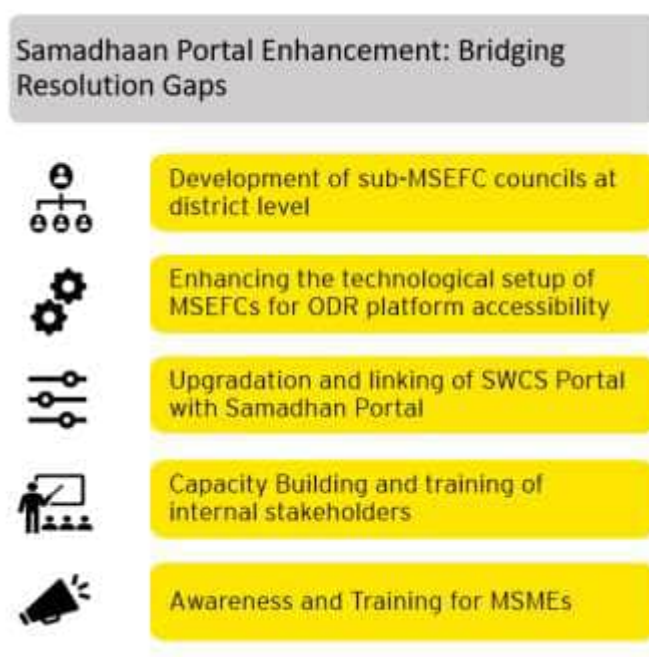 Samadhaan Portal Enhancement: Bridging
Resolution Gaps
Development of sub-MSEFC councils at
district level
Enhancing the technological setup of
MSEFCs for ODR platform accessibility
Upgradation and linking of SWCS Portal
with Samadhan Portal
Capacity Building and training of
internal stakeholders
Awareness and Training for MSMEs